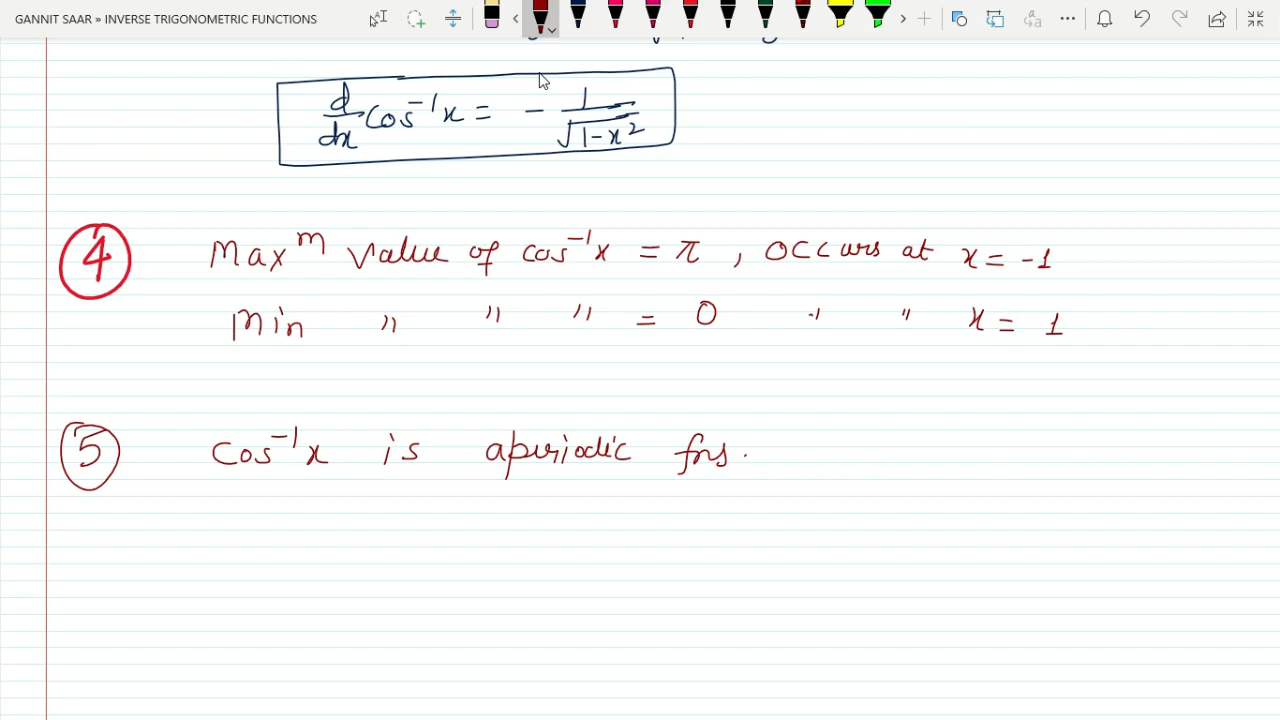 GANNIT SAAR » INVERSE TRIGONOMETRIC FUNCTIONS
d/dx cos⁻¹x = - 1/√(1-x²)
4 Maxᵐ value of cos⁻¹x = π, occurs at x = -1
Min " " " = 0 " " x = 1
5 cos⁻¹x is aperiodic fns.